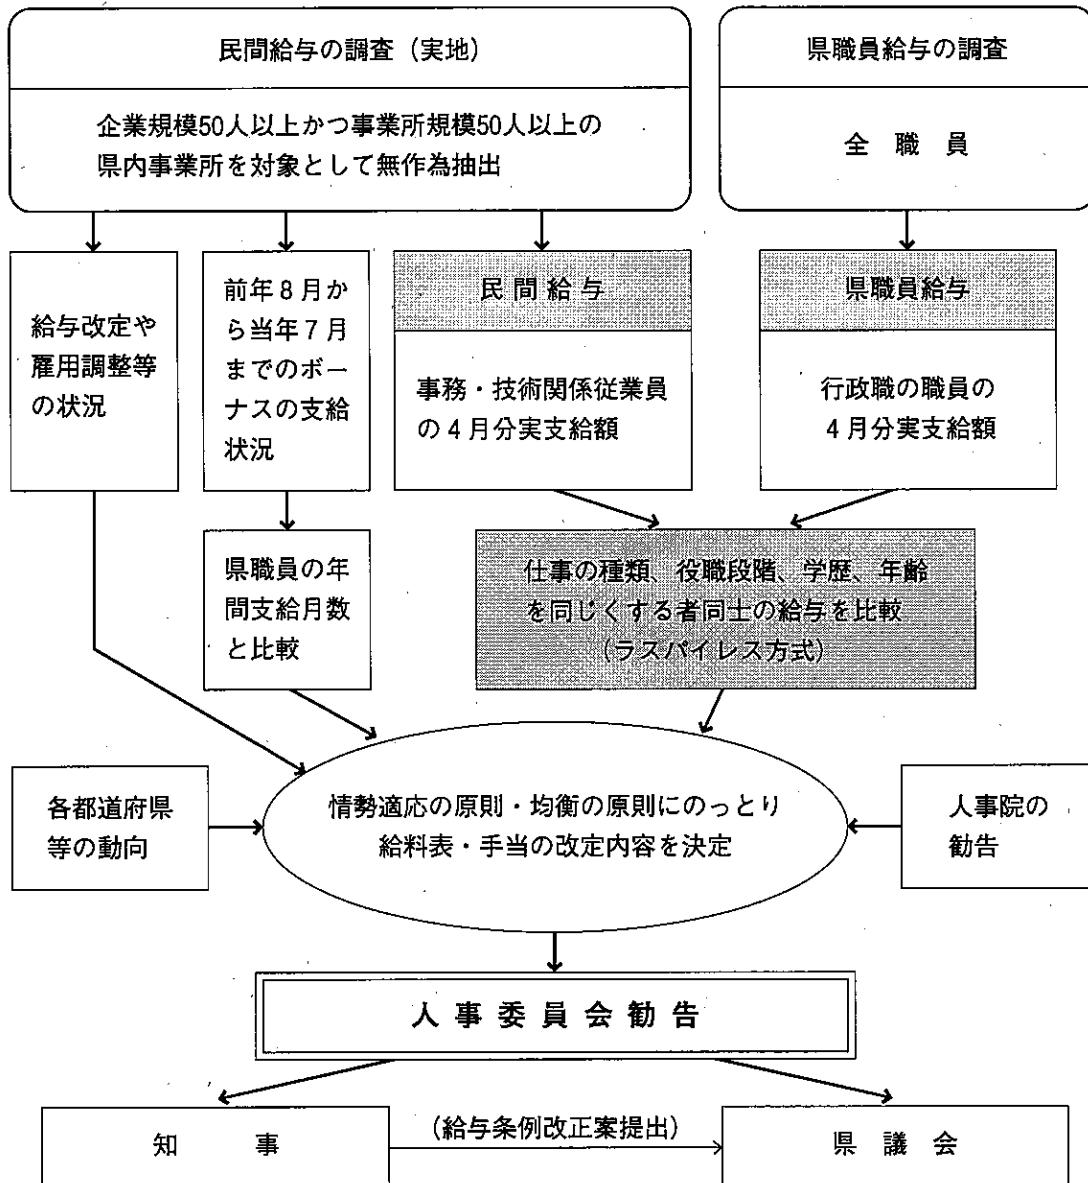 民間給与の調査（実地）
企業規模50人以上かつ事業所規模50人以上の
県内事業所を対象として無作為抽出
県職員給与の調査
全職員
給与改定や
雇用調整等
の状況
前年8月か
ら当年7月
までのボー
ナスの支給
状況
民間給与
事務・技術関係従業員
の4月分実支給額
県職員給与
行政職の職員の
4月分実支給額
県職員の年
間支給月数
と比較
仕事の種類、役職段階、学歴、年齢
を同じくする者同士の給与を比較
（ラスパイレス方式）
各都道府県
等の動向
情勢適応の原則・均衡の原則にのっとり
給料表・手当の改定内容を決定
人事院の
勧告
人事委員会勧告
知事
（給与条例改正案提出）
県議会